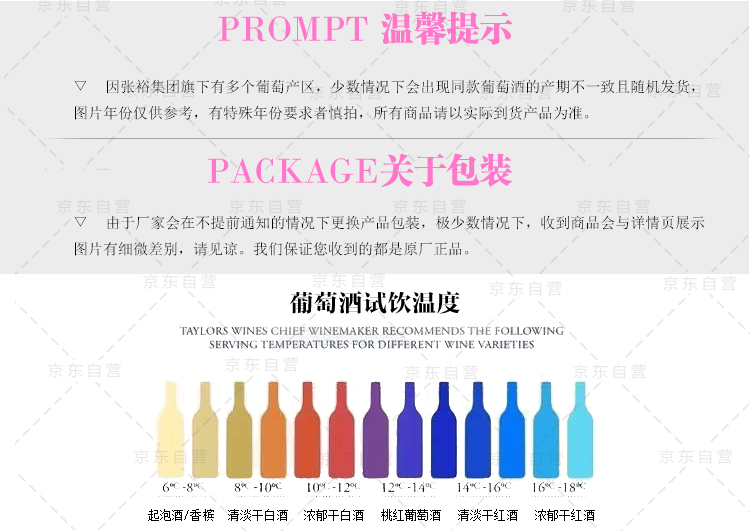 PROMPT 温馨提示
▽ 因张裕集团旗下有多个葡萄产区，少数情况下会出现同款葡萄酒的产期不一致且随机发货，
图片年份仅供参考，有特殊年份要求者慎拍，所有商品请以实际到货产品为准。
PACKAGE关于包装
▽ 由于厂家会在不提前通知的情况下更换产品包装，极少数情况下，收到商品会与详情页展示
图片有细微差别，请见谅。我们保证您收到的都是原厂正品。
葡萄酒试饮温度
TAYLORS WINES CHIEF WINEMAKER RECOMMENDS THE FOLLOWING
SERVING TEMPERATURES FOR DIFFERENT WINE VARIETIES
6°C -8°C 8°C -10°C 10°C -12°C 12°C -14°C 14°C -16°C 16°C -18°C
起泡酒/香槟 清淡干白酒 浓郁干白酒 桃红葡萄酒 清淡干红酒 浓郁干红酒
京东自营